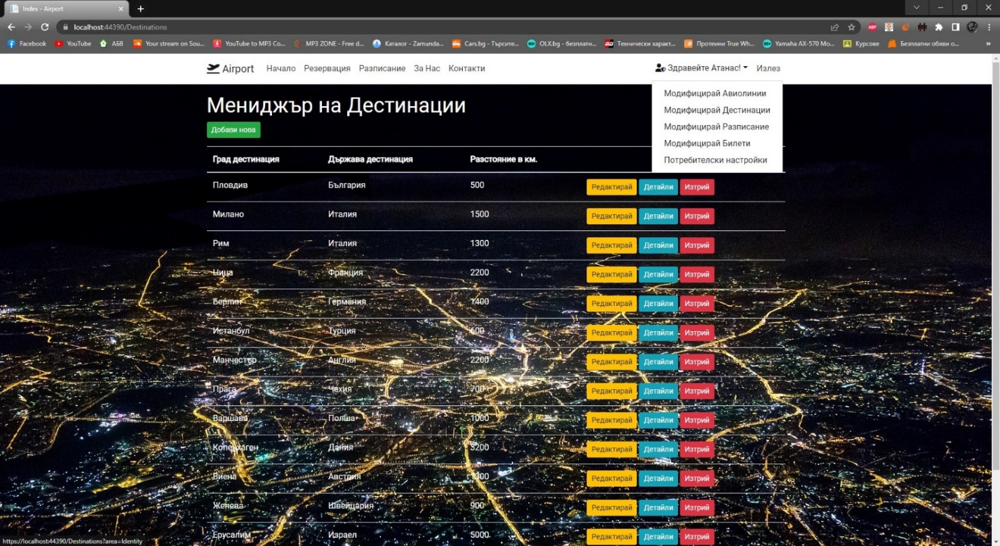 Index - Airport
localhost:44390/Destinations
Facebook YouTube АБВ Your stream on Sou... YouTube to MP3 Co... MP3 ZONE - Free d... Каталог - Zamunda... Cars.bg - Търсите... OLX.bg - безплатн... Технически характ... Протеини True Wh... Yamaha AX-570 Mo... Курсове Безплатни обяви о... »
Airport Начало Резервация Разписание За Нас Контакти Здравейте Атанас! Излез
Модифицирай Авиолинии
Модифицирай Дестинации
Модифицирай Разписание
Модифицирай Билети
Потребителски настройки
Мениджър на Дестинации
Добави нова
Град дестинация Държава дестинация Разстояние в км.
Пловдив България 500 Редактирай Детайли Изтрий
Милано Италия 1500 Редактирай Детайли Изтрий
Рим Италия 1300 Редактирай Детайли Изтрий
Ница Франция 2200 Редактирай Детайли Изтрий
Берлин Германия 1400 Редактирай Детайли Изтрий
Истанбул Турция 600 Редактирай Детайли Изтрий
Манчестър Англия 2200 Редактирай Детайли Изтрий
Прага Чехия 700 Редактирай Детайли Изтрий
Варшава Полша 1000 Редактирай Детайли Изтрий
Копенхаген Дания 3200 Редактирай Детайли Изтрий
Виена Австрия Редактирай Детайли Изтрий
Женева Швейцария 900 Редактирай Детайли Изтрий
Ерусалим Израел 5000 Редактирай Детайли Изтрий
https://localhost:44390/Destinations?area=Identity